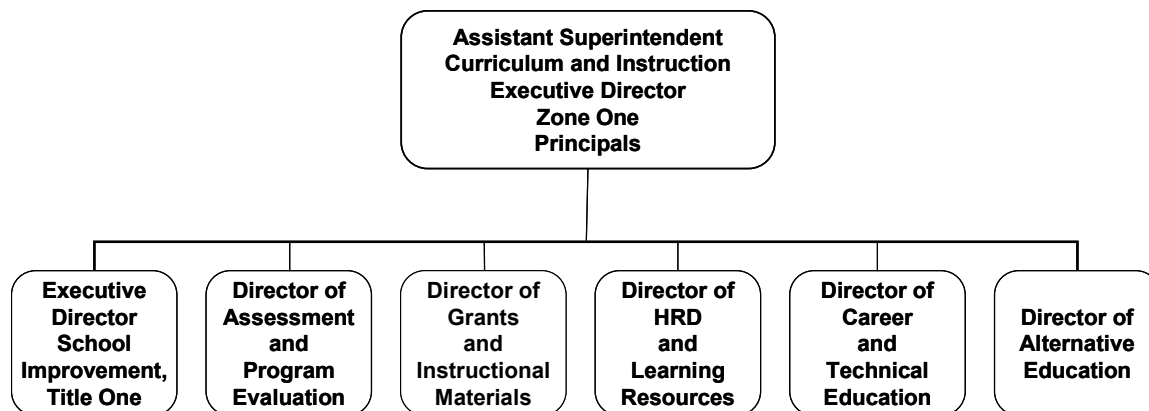 Assistant Superintendent
Curriculum and Instruction
Executive Director
Zone One
Principals
Executive
Director
School
Improvement,
Title One
Director of
Assessment
and
Program
Evaluation
Director of
Grants
and
Instructional
Materials
Director of
HRD
and
Learning
Resources
Director of
Career
and
Technical
Education
Director of
Alternative
Education